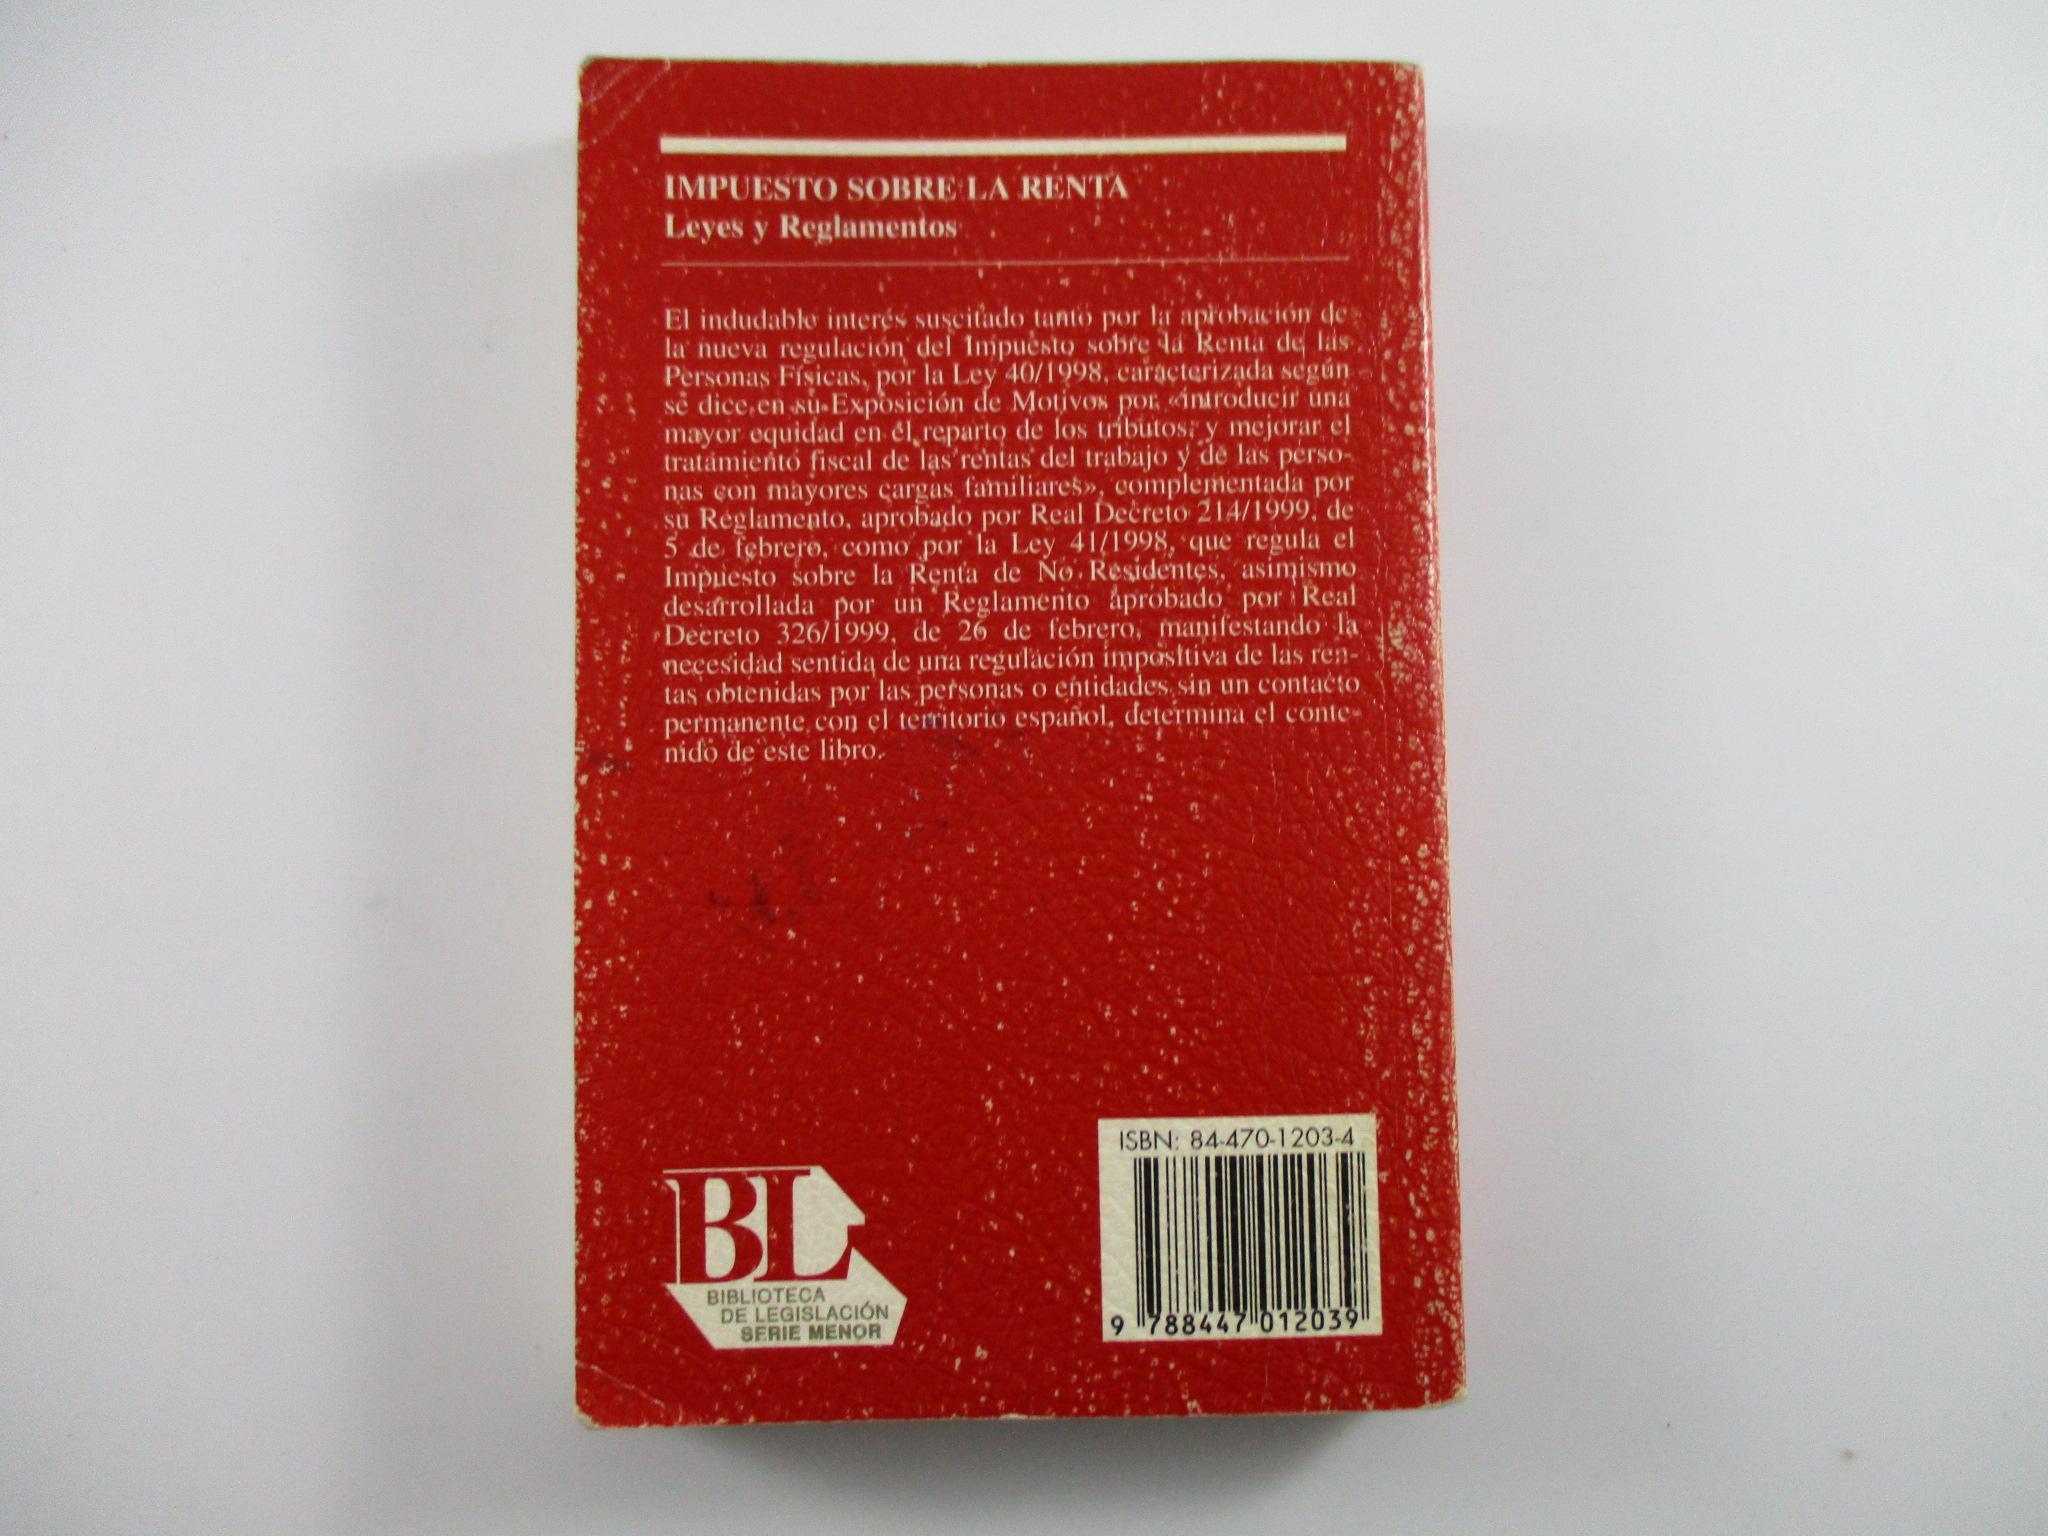 IMPUESTO SOBRE LA RENTA
Leyes y Reglamentos
El indudable interés suscitado tanto por la aprobación de
la nueva regulación del Impuesto sobre la Renta de las
Personas Físicas, por la Ley 40/1998, caracterizada según
se dice en su Exposición de Motivos por «introducir una
mayor equidad en el reparto de los tributos, y mejorar el
tratamiento fiscal de las rentas del trabajo y de las perso-
nas con mayores cargas familiares», complementada por
su Reglamento, aprobado por Real Decreto 214/1999, de
5 de febrero, como por la Ley 41/1998, que regula el
Impuesto sobre la Renta de No Residentes, asimismo
desarrollada por un Reglamento aprobado por Real
Decreto 326/1999, de 26 de febrero, manifestando la
necesidad sentida de una regulación impositiva de las ren-
tas obtenidas por las personas o entidades sin un contacto
permanente con el territorio español, determina el conte-
nido de este libro.
BL
BIBLIOTECA
DE LEGISLACIÓN
SERIE MENOR
ISBN: 84-470-1203-4
9 788447 012039